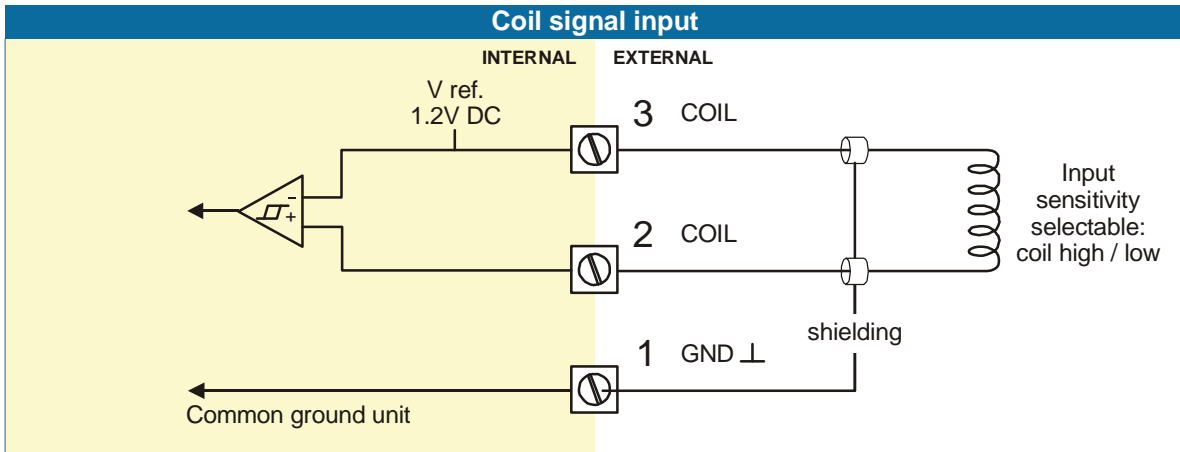 Coil signal input
INTERNAL
EXTERNAL
V ref.
1.2V DC
3 COIL
- 
+
2 COIL
Input
sensitivity
selectable:
coil high / low
shielding
1 GND ⊥
Common ground unit